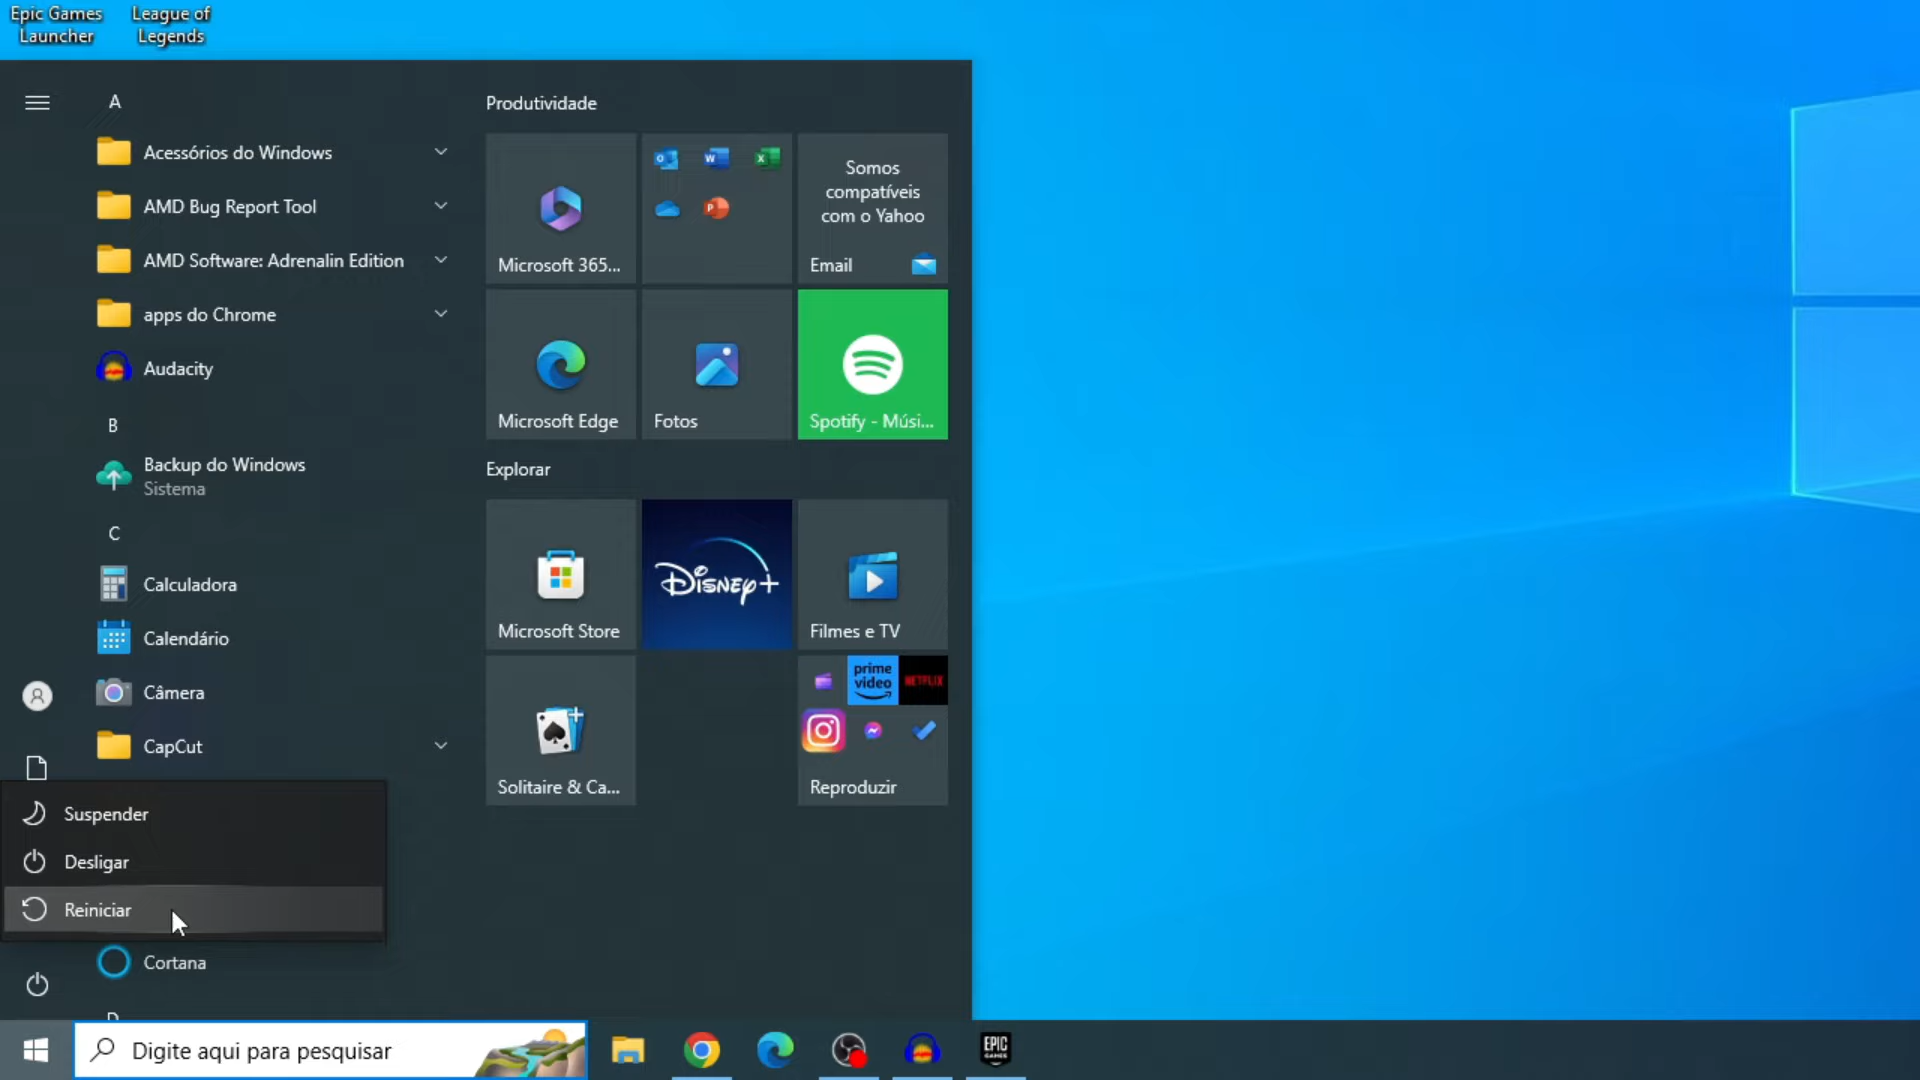 Epic Games
Launcher
League of
Legends
A
Acessórios do Windows
AMD Bug Report Tool
AMD Software: Adrenalin Edition
apps do Chrome
Audacity
B
Backup do Windows
Sistema
C
Calculadora
Calendário
Câmera
CapCut
Suspender
Desligar
Reiniciar
Cortana
Produtividade
Microsoft 365...
Somos
compatíveis
com o Yahoo
Email
Microsoft Edge
Fotos
Spotify - Músi...
Explorar
Microsoft Store
Disney+
Filmes e TV
Solitaire & Ca...
prime
video
NETFLIX
Reproduzir
Digite aqui para pesquisar
EPIC
GAMES